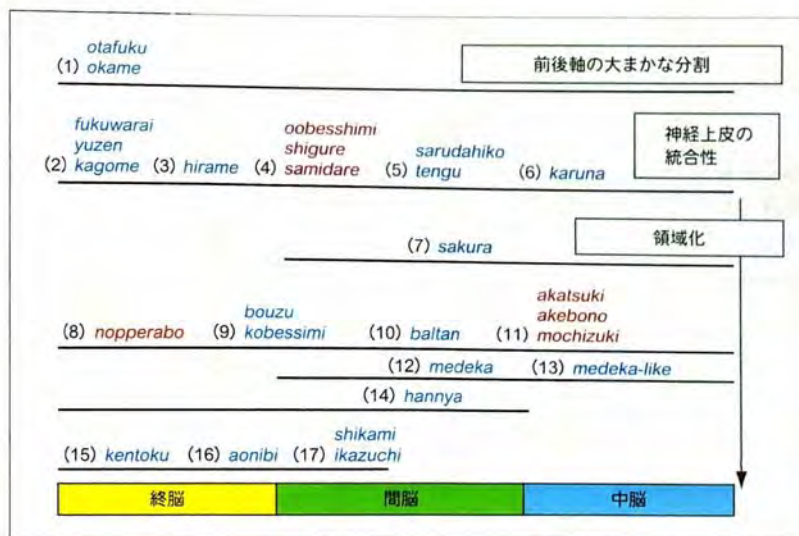 otafuku
(1) okame
前後軸の大まかな分割
fukuwarai
yuzen
(2) kagome (3) hirame (4)
oobesshimi
shigure
samidare
(5)
sarudahiko
tengu
(6) karuna
神経上皮の
統合性
(7) sakura
領域化
(8) nopperabo (9)
bouzu
kobessimi
(10) baltan (11)
akatsuki
akebono
mochizuki
(12) medeka (13) medeka-like
(14) hannya
(15) kentoku (16) aonibi (17)
shikami
ikazuchi
終脳 間脳 中脳